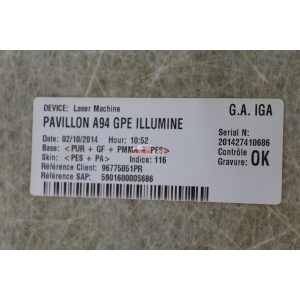 DEVICE: Laser Machine
G.A. IGA
PAVILLON A94 GPE ILLUMINE
Date: 02/10/2014 Hour: 10:52
Serial N:
201427410686
Base: < PUR + GF + PMMA + PES >
Skin: < PES + PA > Indice: 116
Contrôle
Gravure: OK
Référence Client: 96775051PR
Référence SAP: 590160000S686